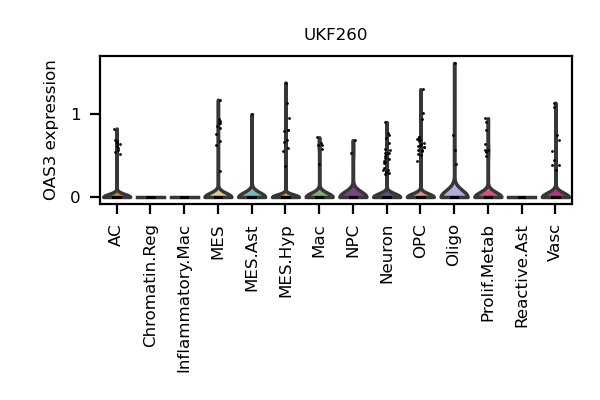 UKF260
OAS3 expression
1
0
AC
Chromatin.Reg
Inflammatory.Mac
MES
MES.Ast
MES.Hyp
Mac
NPC
Neuron
OPC
Oligo
Prolif.Metab
Reactive.Ast
Vasc